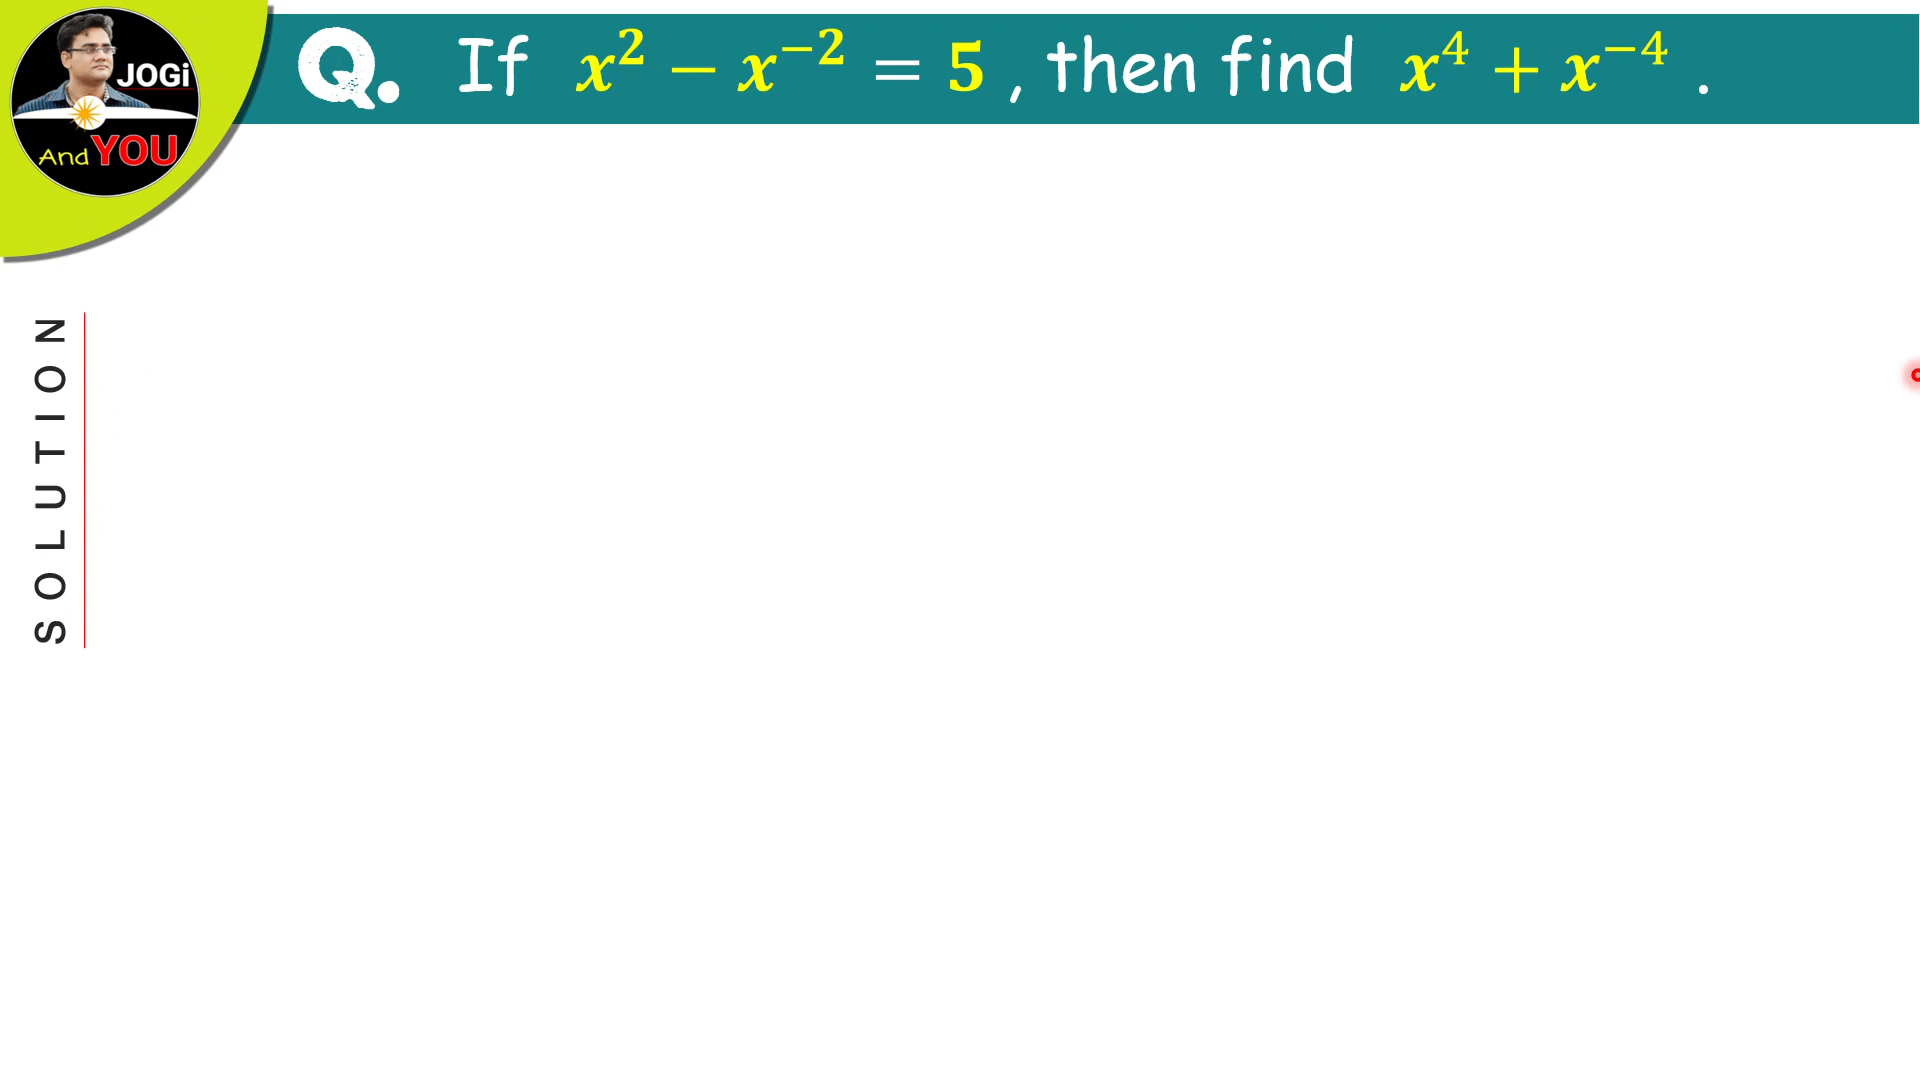 JOGi
And YOU
Q. If x² − x⁻² = 5 , then find x⁴ + x⁻⁴ .
SOLUTION